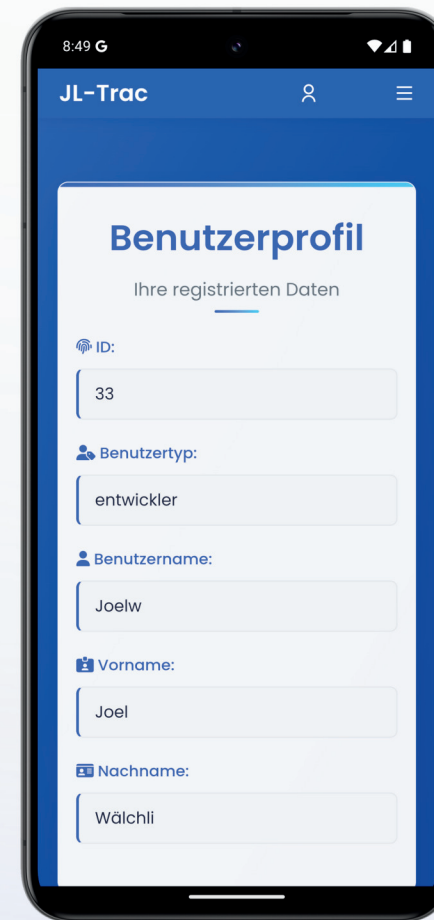 8:49 G
JL-Trac
Benutzerprofil
Ihre registrierten Daten
ID:
33
Benutzertyp:
entwickler
Benutzername:
Joelw
Vorname:
Joel
Nachname:
Wälchli